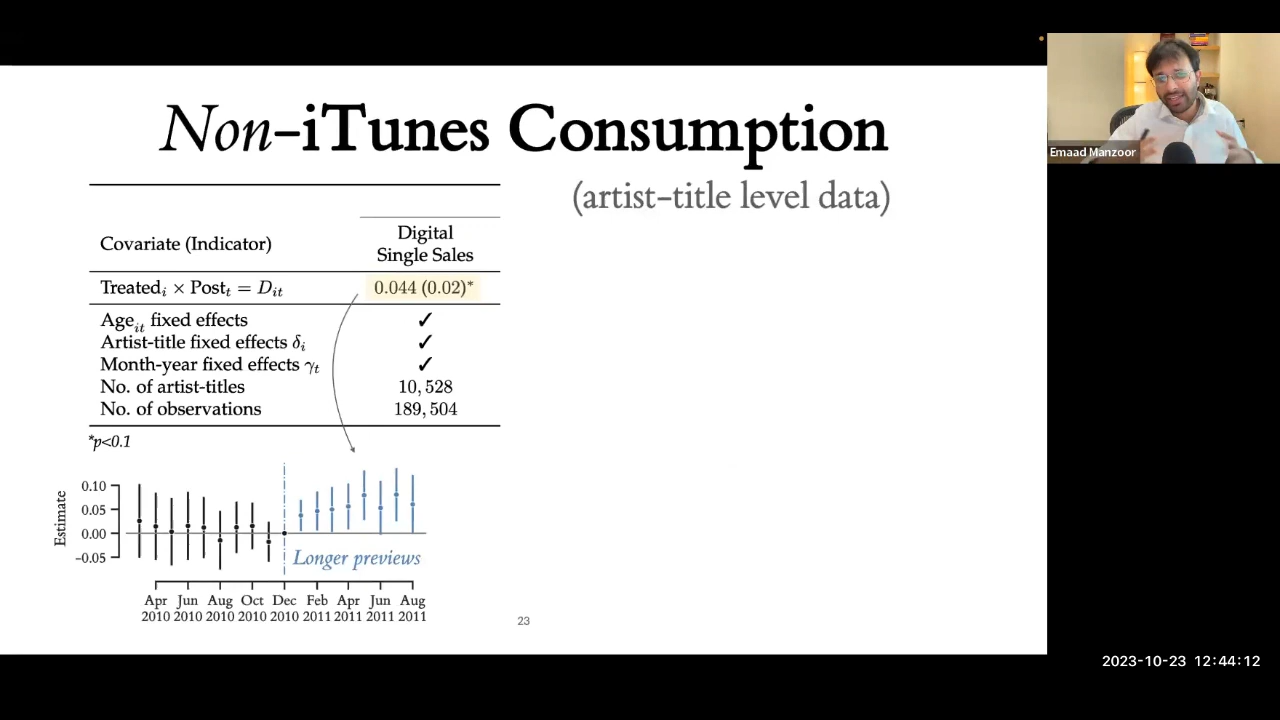 Non-iTunes Consumption
(artist-title level data)
Covariate (Indicator)
Digital
Single Sales
Treatedᵢ × Postₜ = Dᵢₜ
0.044 (0.02)*
Ageᵢₜ fixed effects ✓
Artist-title fixed effects δᵢ ✓
Month-year fixed effects γₜ ✓
No. of artist-titles 10,528
No. of observations 189,504
*p<0.1
Estimate
0.10
0.05
0.00
−0.05
Longer previews
Apr Jun Aug Oct Dec Feb Apr Jun Aug
2010 2010 2010 2010 2010 2011 2011 2011 2011
23
Emaad Manzoor
2023-10-23 12:44:12